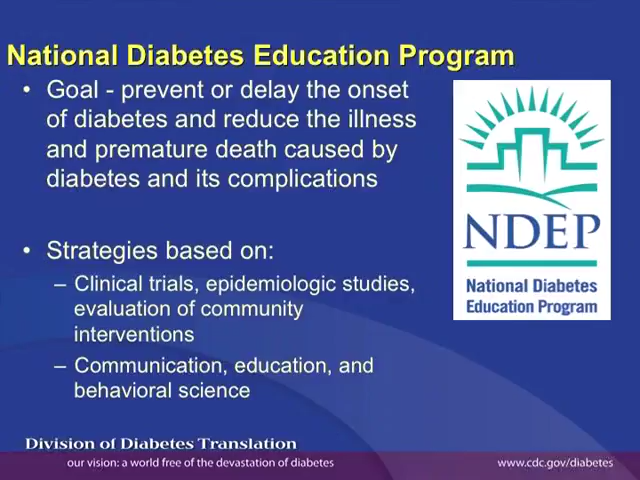 National Diabetes Education Program
• Goal - prevent or delay the onset
of diabetes and reduce the illness
and premature death caused by
diabetes and its complications
• Strategies based on:
– Clinical trials, epidemiologic studies,
evaluation of community
interventions
– Communication, education, and
behavioral science
NDEP
National Diabetes
Education Program
Division of Diabetes Translation
our vision: a world free of the devastation of diabetes
www.cdc.gov/diabetes